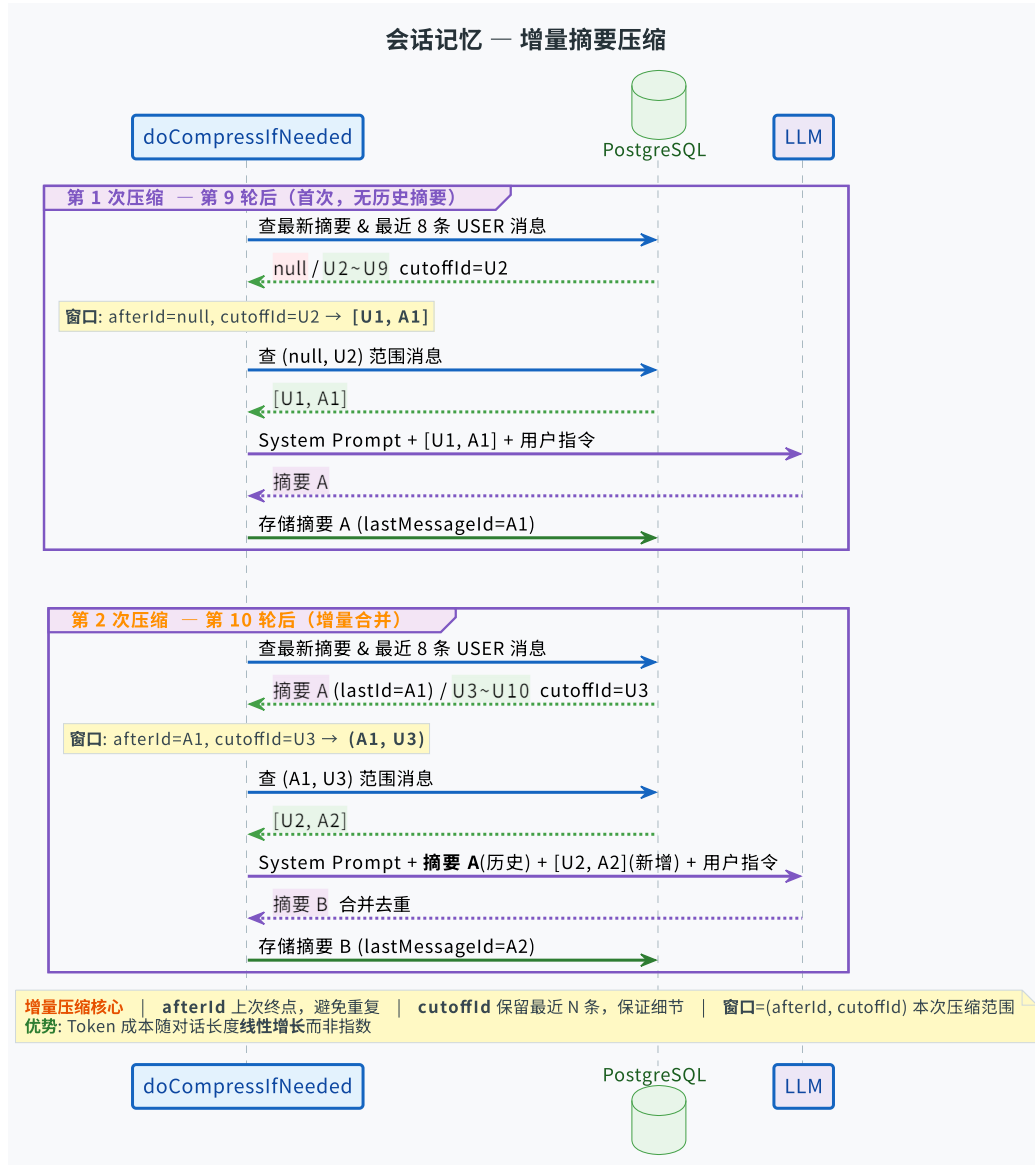 会话记忆 — 增量摘要压缩
doCompressIfNeeded
PostgreSQL
LLM
第 1 次压缩 — 第 9 轮后（首次，无历史摘要）
查最新摘要 & 最近 8 条 USER 消息
null / U2~U9 cutoffId=U2
窗口: afterId=null, cutoffId=U2 → [U1, A1]
查 (null, U2) 范围消息
[U1, A1]
System Prompt + [U1, A1] + 用户指令
摘要 A
存储摘要 A (lastMessageId=A1)
第 2 次压缩 — 第 10 轮后（增量合并）
查最新摘要 & 最近 8 条 USER 消息
摘要 A (lastId=A1) / U3~U10 cutoffId=U3
窗口: afterId=A1, cutoffId=U3 → (A1, U3)
查 (A1, U3) 范围消息
[U2, A2]
System Prompt + 摘要 A(历史) + [U2, A2](新增) + 用户指令
摘要 B 合并去重
存储摘要 B (lastMessageId=A2)
增量压缩核心 | afterId 上次终点，避免重复 | cutoffId 保留最近 N 条，保证细节 | 窗口=(afterId, cutoffId) 本次压缩范围
优势: Token 成本随对话长度线性增长而非指数
doCompressIfNeeded
PostgreSQL
LLM